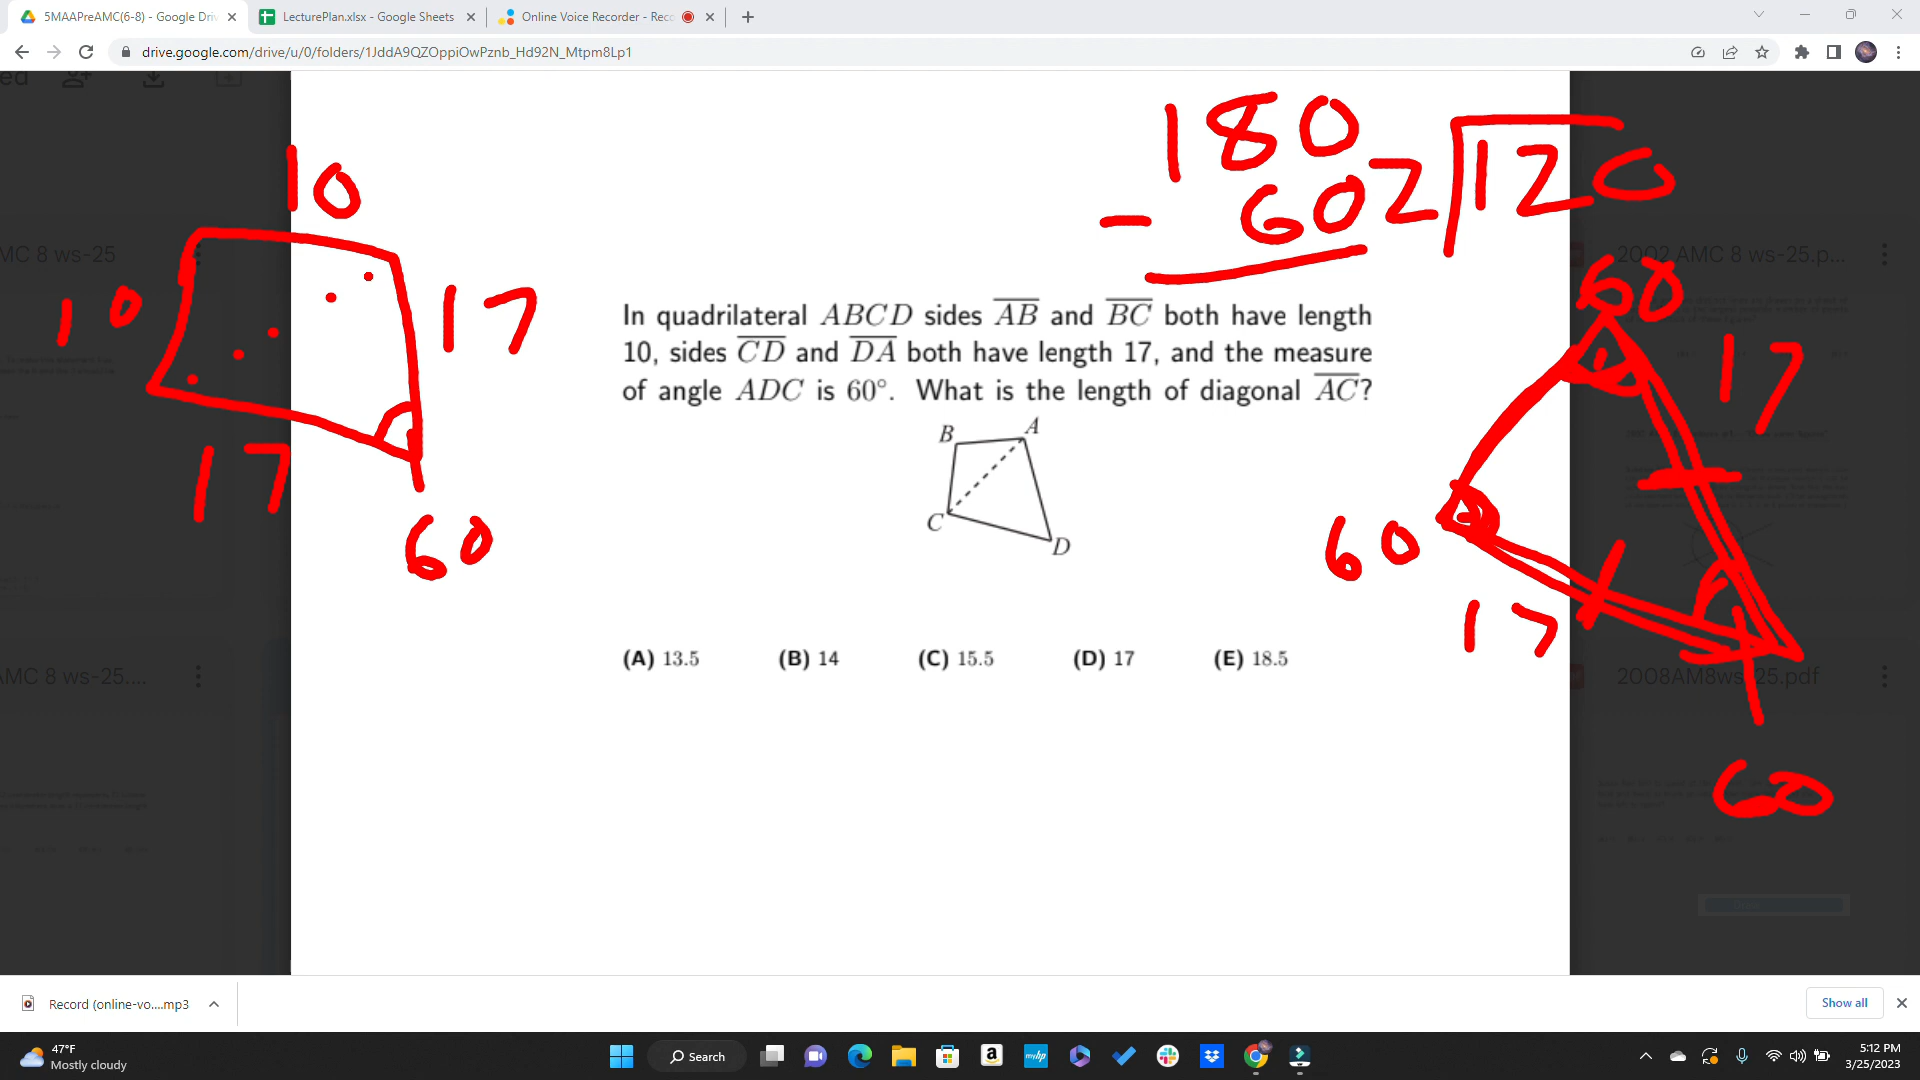 5MAAPreAMC(6-8) - Google Dri
LecturePlan.xlsx - Google Sheets
Online Voice Recorder - Rec
drive.google.com/drive/u/0/folders/1JddA9QZOppiOwPznb_Hd92N_Mtpm8Lp1
ed
180
- 60
2 120
10
10
17
17
60
MC 8 ws-25
2002 AMC 8 ws-25.p...
60
17
60
17
60
In quadrilateral ABCD sides AB and BC both have length
10, sides CD and DA both have length 17, and the measure
of angle ADC is 60°. What is the length of diagonal AC?
B A
C D
(A) 13.5 (B) 14 (C) 15.5 (D) 17 (E) 18.5
AMC 8 ws-25....
2008AM8ws-25.pdf
Record (online-vo....mp3
Show all
47°F
Mostly cloudy
Search
a
myhp
5:12 PM
3/25/2023